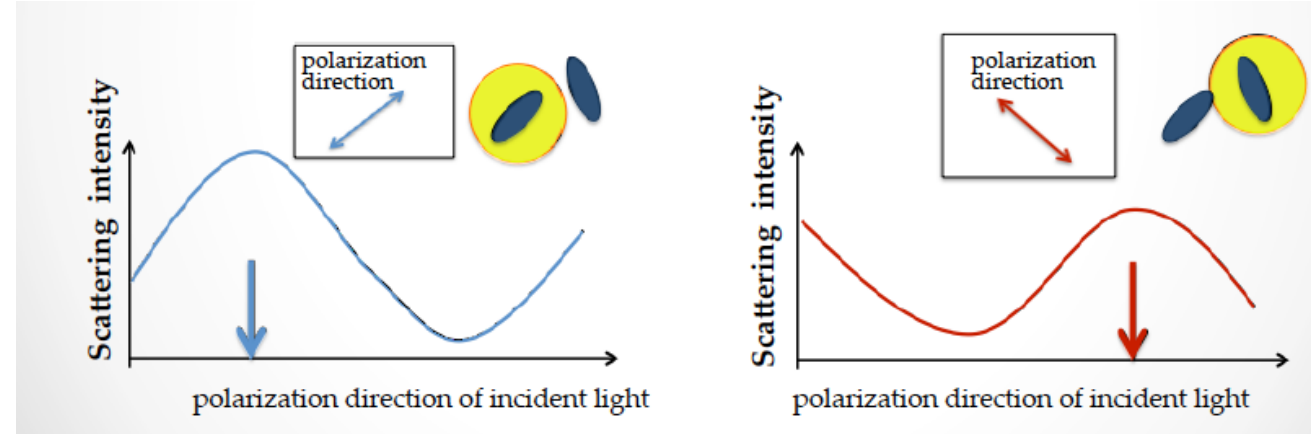 polarization
direction
Scattering intensity
polarization direction of incident light
polarization
direction
Scattering intensity
polarization direction of incident light